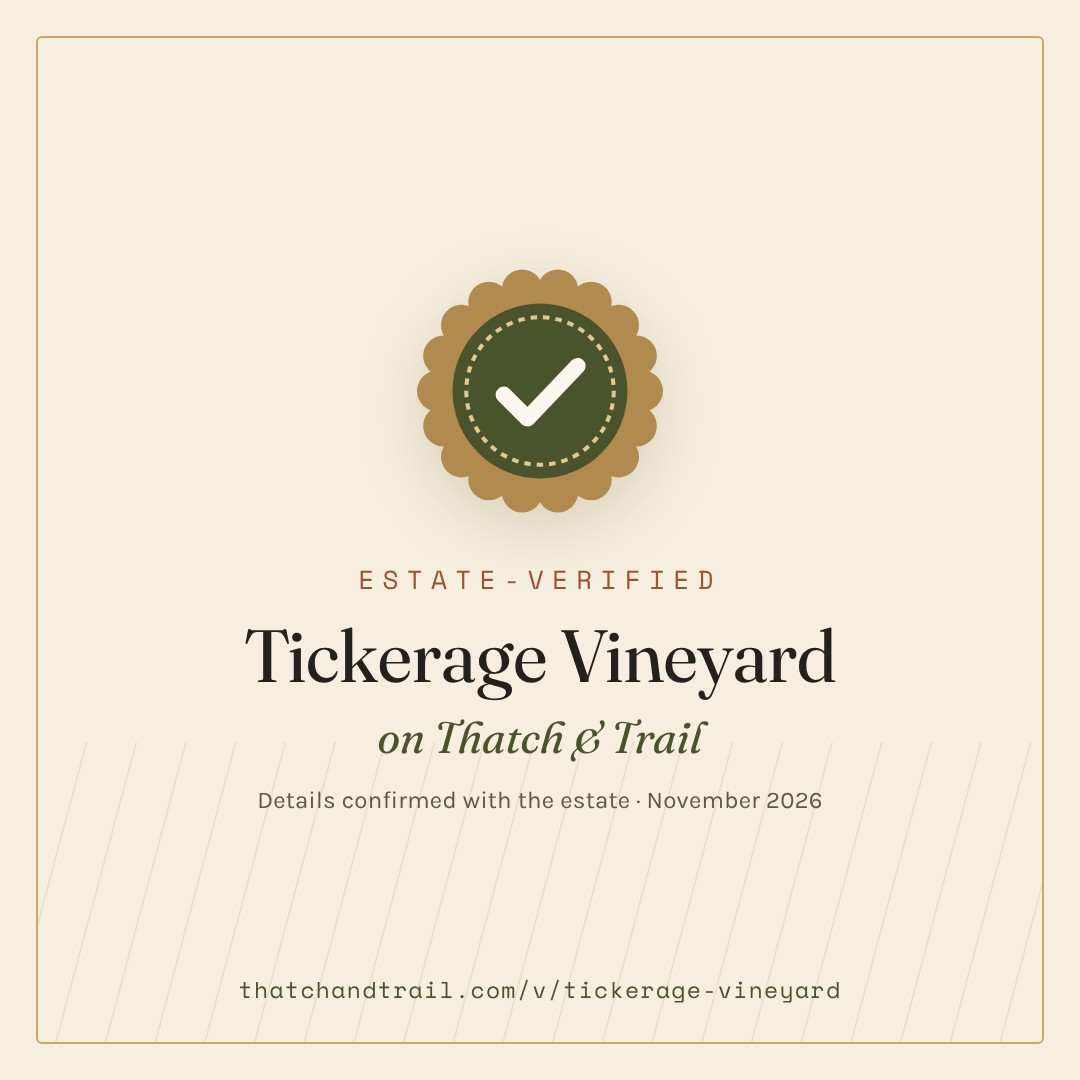 ESTATE-VERIFIED
Tickerage Vineyard
on Thatch & Trail
Details confirmed with the estate · November 2026
thatchandtrail.com/v/tickerage-vineyard